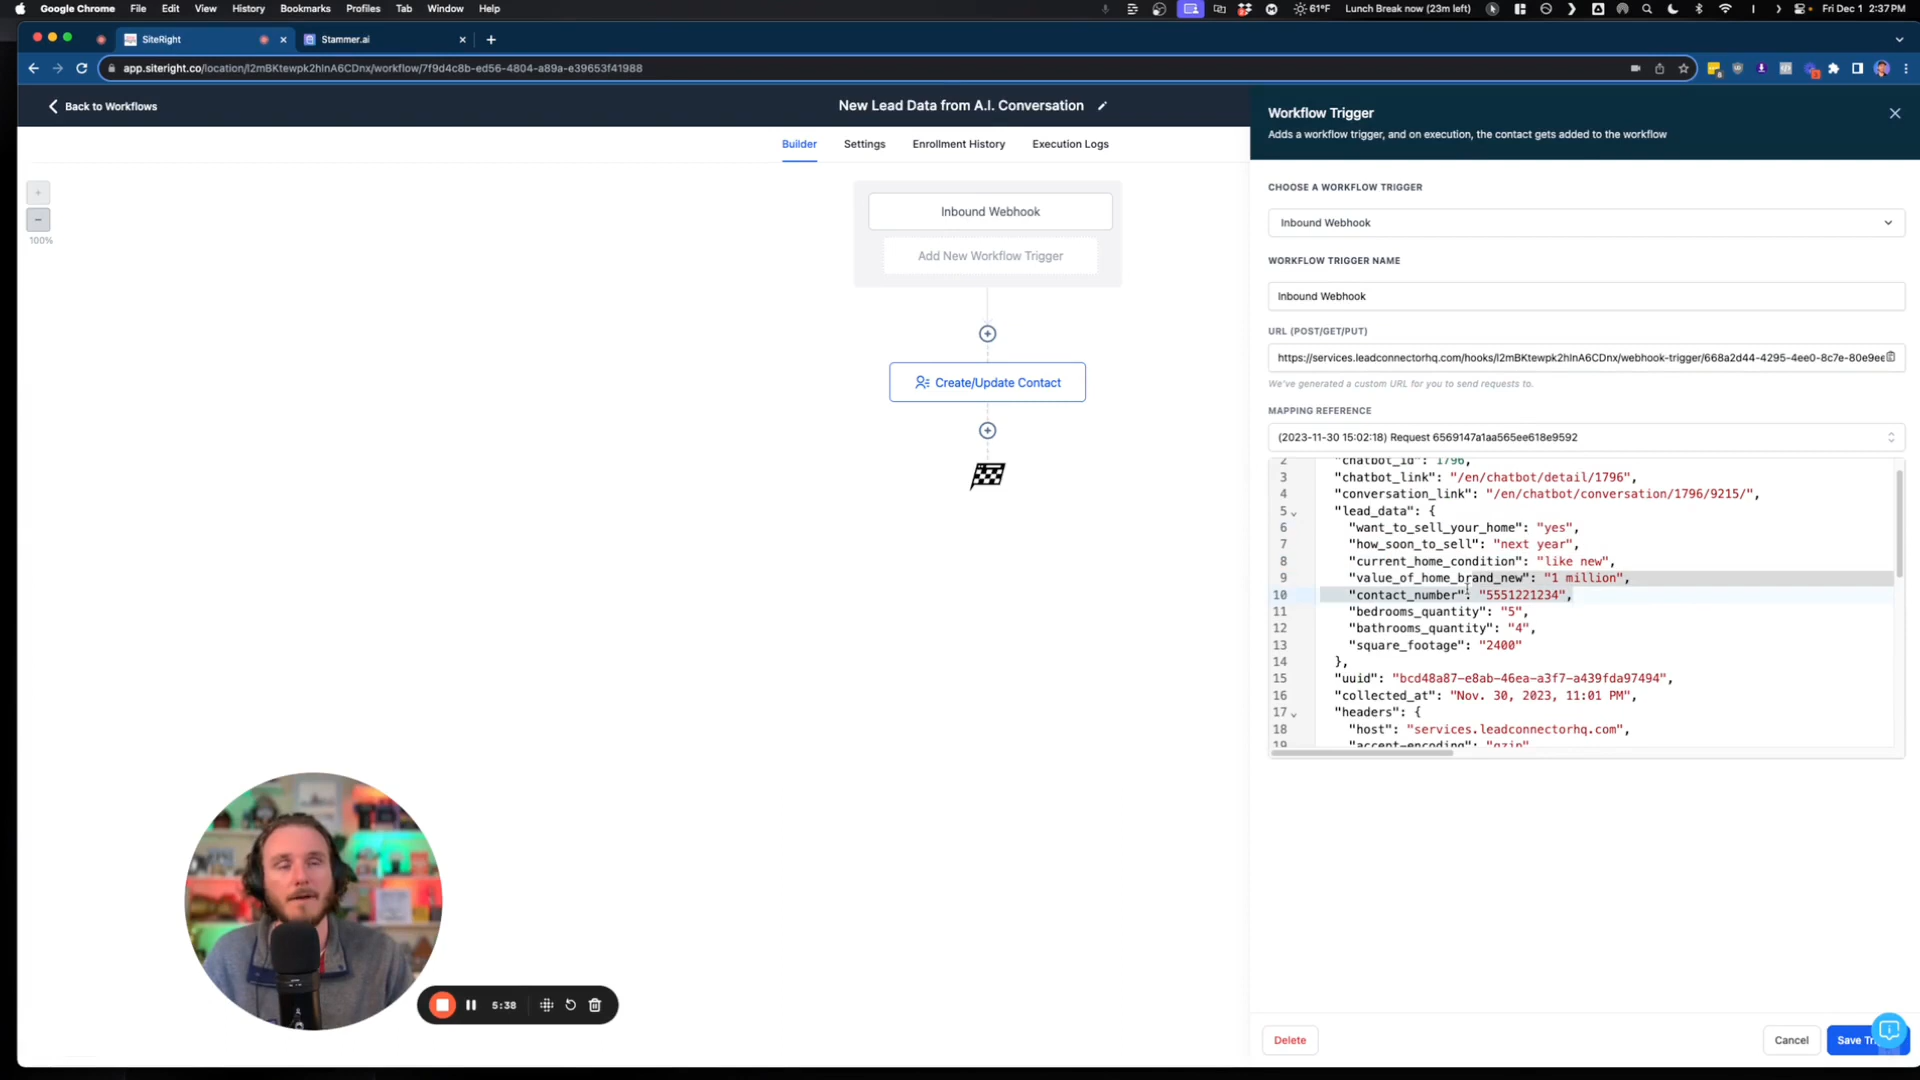 Google Chrome File Edit View History Bookmarks Profiles Tab Window Help
61°F Lunch Break now (23m left) Fri Dec 1 2:37PM
SiteRight
Stammer.ai
app.siteright.co/location/l2mBKtewpk2hlnA6CDnx/workflow/7f9d4c8b-ed56-4804-a89a-e39653f41988
Back to Workflows
New Lead Data from A.I. Conversation
Builder Settings Enrollment History Execution Logs
100%
Inbound Webhook
Add New Workflow Trigger
Create/Update Contact
5:38
Workflow Trigger
Adds a workflow trigger, and on execution, the contact gets added to the workflow
CHOOSE A WORKFLOW TRIGGER
Inbound Webhook
WORKFLOW TRIGGER NAME
Inbound Webhook
URL (POST/GET/PUT)
https://services.leadconnectorhq.com/hooks/l2mBKtewpk2hlnA6CDnx/webhook-trigger/668a2d44-4295-4ee0-8c7e-80e9ee
We've generated a custom URL for you to send requests to.
MAPPING REFERENCE
(2023-11-30 15:02:18) Request 6569147a1aa565ee618e9592
2 "chatbot_id": 1796,
3 "chatbot_link": "/en/chatbot/detail/1796",
4 "conversation_link": "/en/chatbot/conversation/1796/9215/",
5 "lead_data": {
6 "want_to_sell_your_home": "yes",
7 "how_soon_to_sell": "next year",
8 "current_home_condition": "like new",
9 "value_of_home_brand_new": "1 million",
10 "contact_number": "5551221234",
11 "bedrooms_quantity": "5",
12 "bathrooms_quantity": "4",
13 "square_footage": "2400"
14 },
15 "uuid": "bcd48a87-e8ab-46ea-a3f7-a439fda97494",
16 "collected_at": "Nov. 30, 2023, 11:01 PM",
17 "headers": {
18 "host": "services.leadconnectorhq.com",
19 "accept-encoding": "gzip"
Delete
Cancel
Save